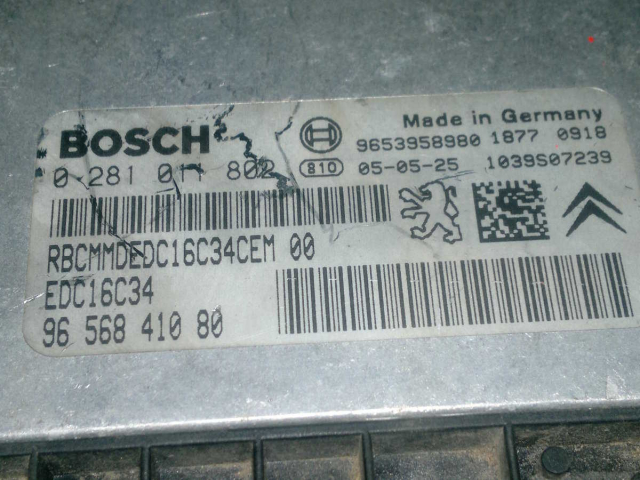 BOSCH
Made in Germany
9653958980 1877 0918
0 281 011 802
810 05-05-25 1039S07239
RBCMMDEDC16C34CEM 00
EDC16C34
96 568 410 80